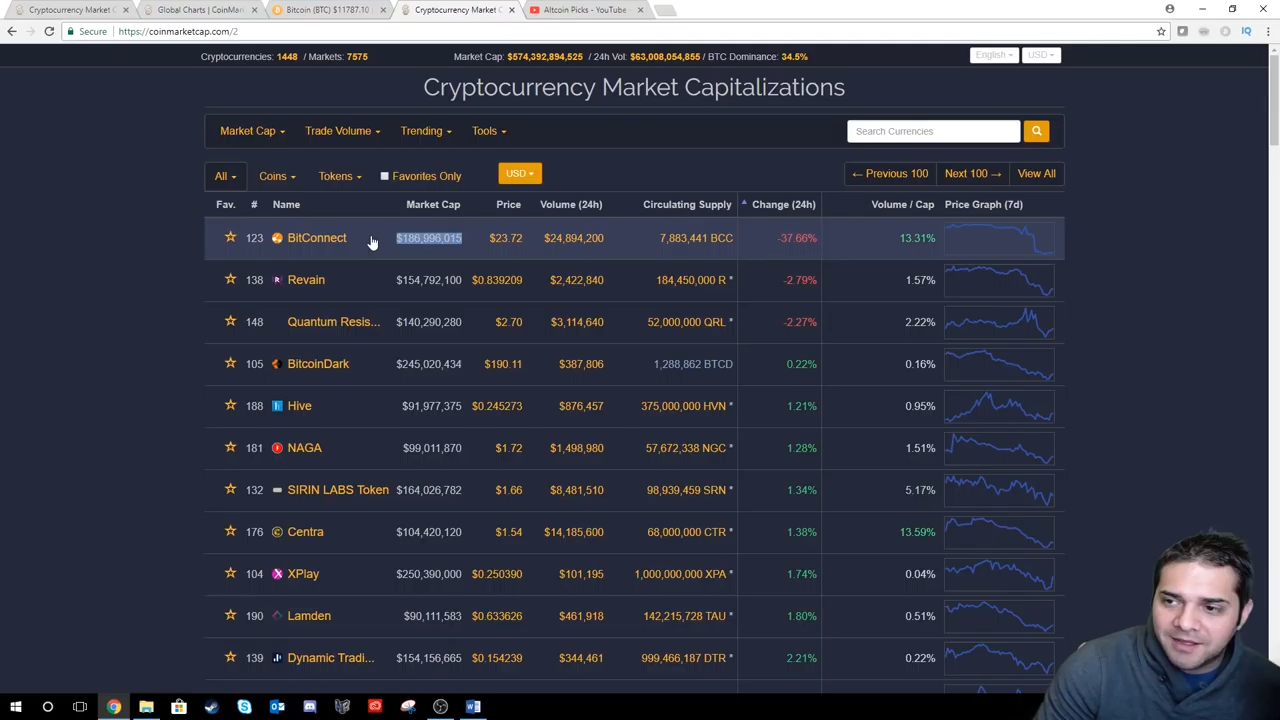 Cryptocurrency Market C
Global Charts | CoinMar
Bitcoin (BTC) $11787.10
Cryptocurrency Market C
Altcoin Picks - YouTube
Secure https://coinmarketcap.com/2
Cryptocurrencies: 1448 / Markets: 7575
Market Cap: $574,392,894,525 / 24h Vol: $63,008,054,855 / BTC Dominance: 34.5%
English USD
Cryptocurrency Market Capitalizations
Market Cap Trade Volume Trending Tools Search Currencies
All Coins Tokens Favorites Only USD ← Previous 100 Next 100 → View All
Fav. # Name Market Cap Price Volume (24h) Circulating Supply Change (24h) Volume / Cap Price Graph (7d)
123 BitConnect $186,996,015 $23.72 $24,894,200 7,883,441 BCC -37.66% 13.31%
138 Revain $154,792,100 $0.839209 $2,422,840 184,450,000 R * -2.79% 1.57%
148 Quantum Resis... $140,290,280 $2.70 $3,114,640 52,000,000 QRL * -2.27% 2.22%
105 BitcoinDark $245,020,434 $190.11 $387,806 1,288,862 BTCD 0.22% 0.16%
188 Hive $91,977,375 $0.245273 $876,457 375,000,000 HVN * 1.21% 0.95%
181 NAGA $99,011,870 $1.72 $1,498,980 57,672,338 NGC * 1.28% 1.51%
132 SIRIN LABS Token $164,026,782 $1.66 $8,481,510 98,939,459 SRN * 1.34% 5.17%
176 Centra $104,420,120 $1.54 $14,185,600 68,000,000 CTR * 1.38% 13.59%
104 XPlay $250,390,000 $0.250390 $101,195 1,000,000,000 XPA * 1.74% 0.04%
190 Lamden $90,111,583 $0.633626 $461,918 142,215,728 TAU * 1.80% 0.51%
139 Dynamic Tradi... $154,156,665 $0.154239 $344,461 999,466,187 DTR * 2.21% 0.22%